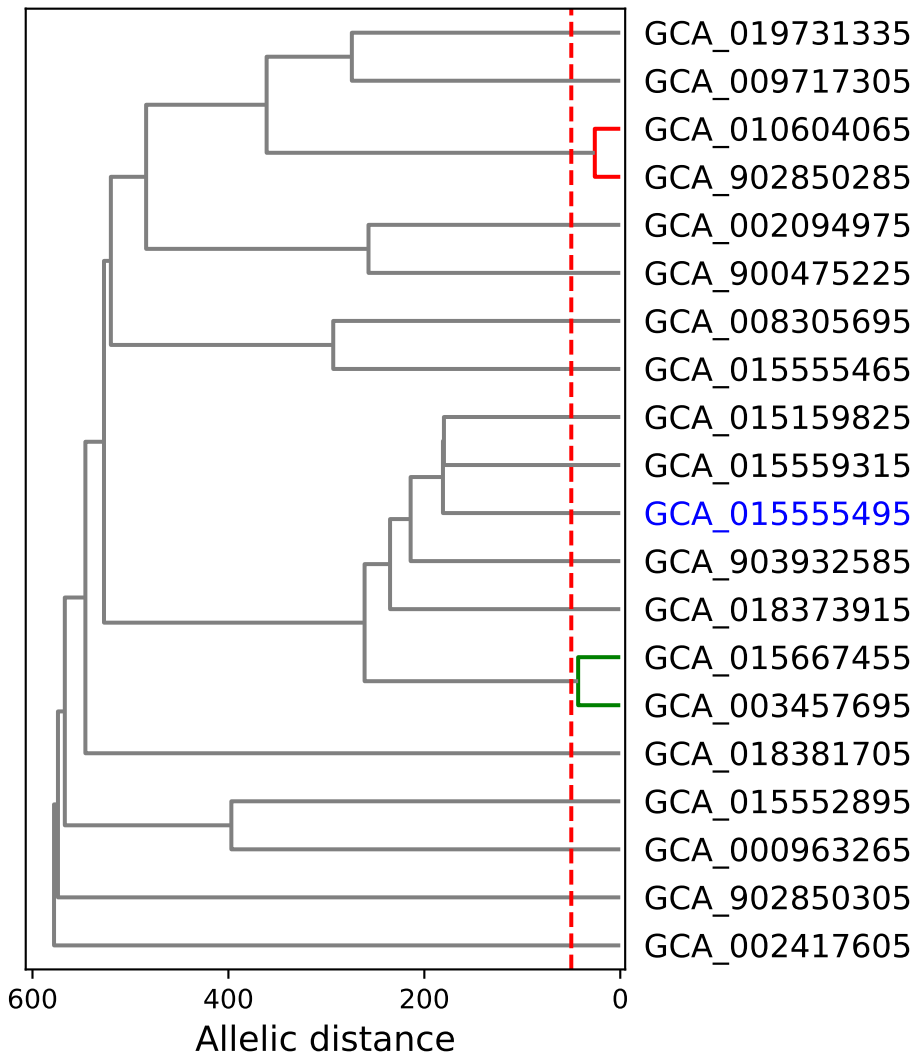 GCA_019731335
GCA_009717305
GCA_010604065
GCA_902850285
GCA_002094975
GCA_900475225
GCA_008305695
GCA_015555465
GCA_015159825
GCA_015559315
GCA_015555495
GCA_903932585
GCA_018373915
GCA_015667455
GCA_003457695
GCA_018381705
GCA_015552895
GCA_000963265
GCA_902850305
GCA_002417605
600 400 200 0
Allelic distance